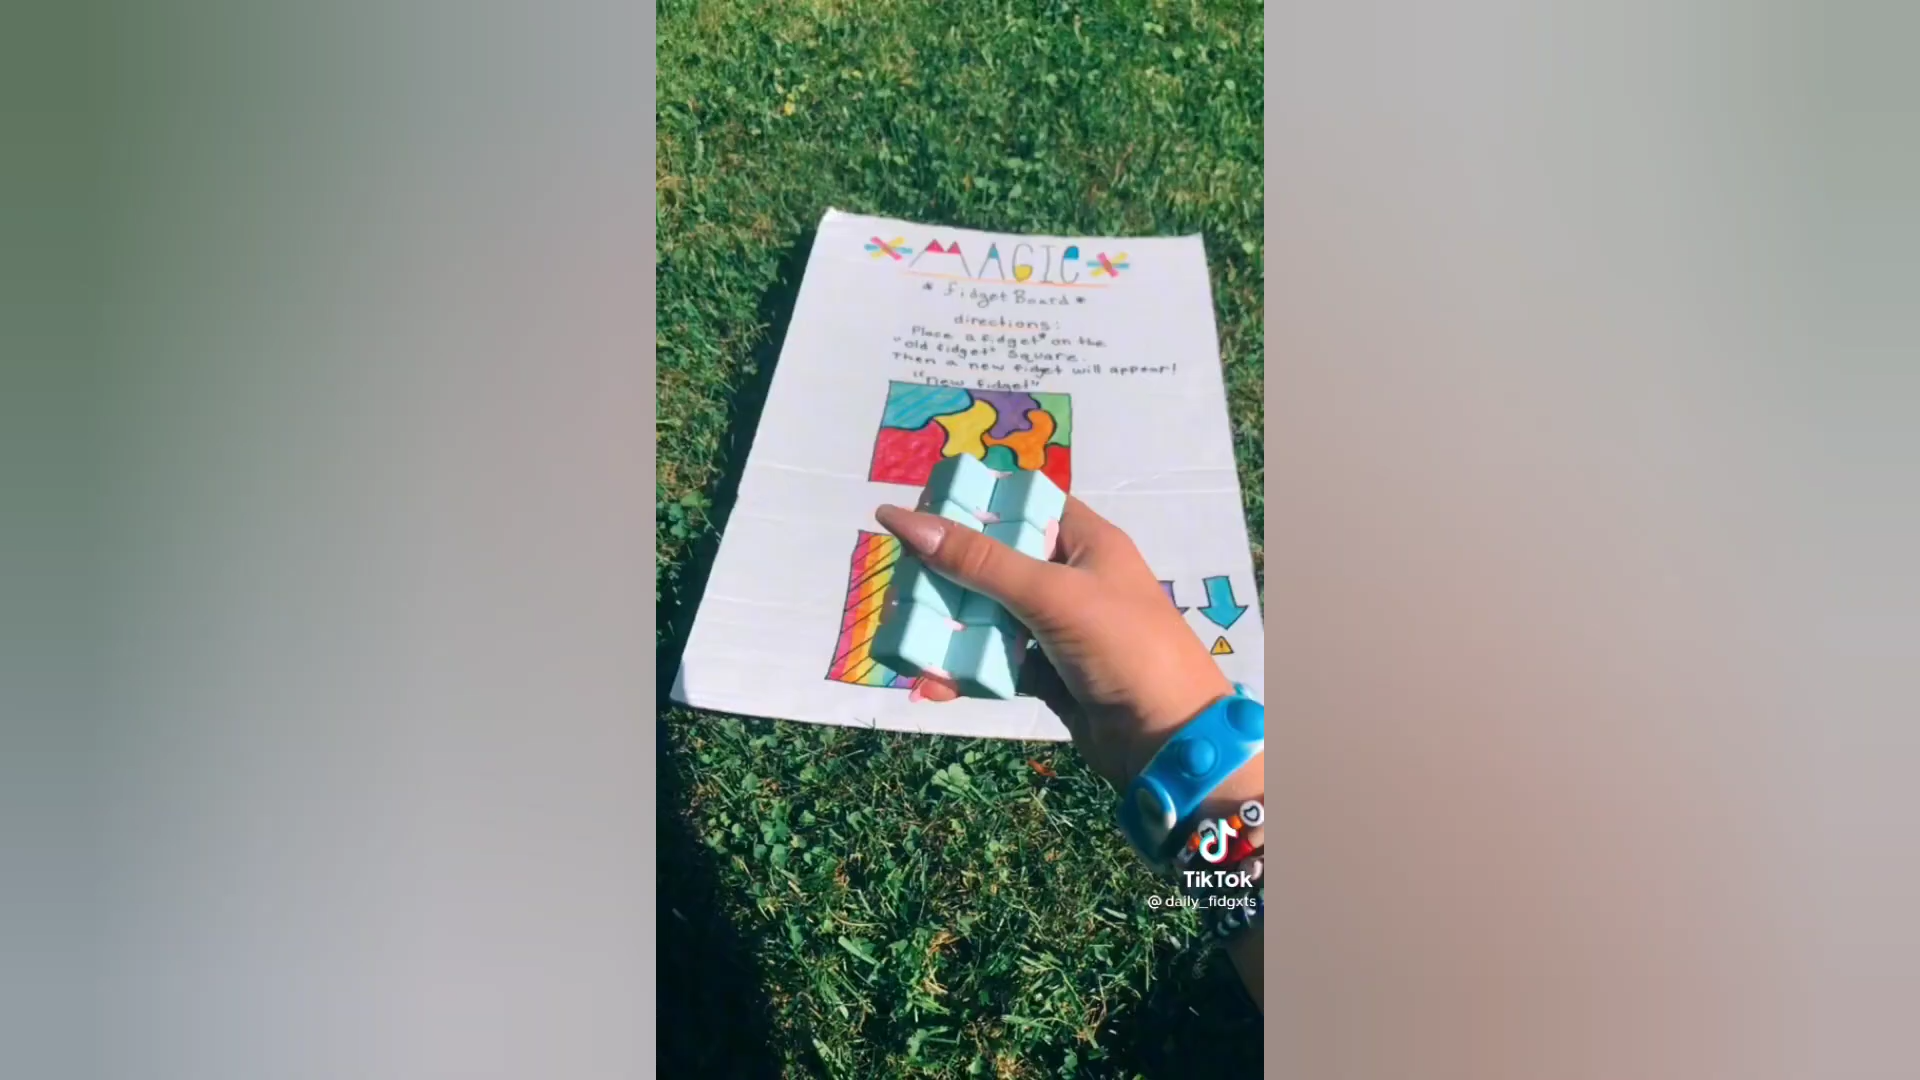 MAGIC
*fidget Board*
directions:
Place a fidget* on the
"old fidget" square.
Then a new fidget will appear!
"new fidget"
TikTok
@daily_fidgxts